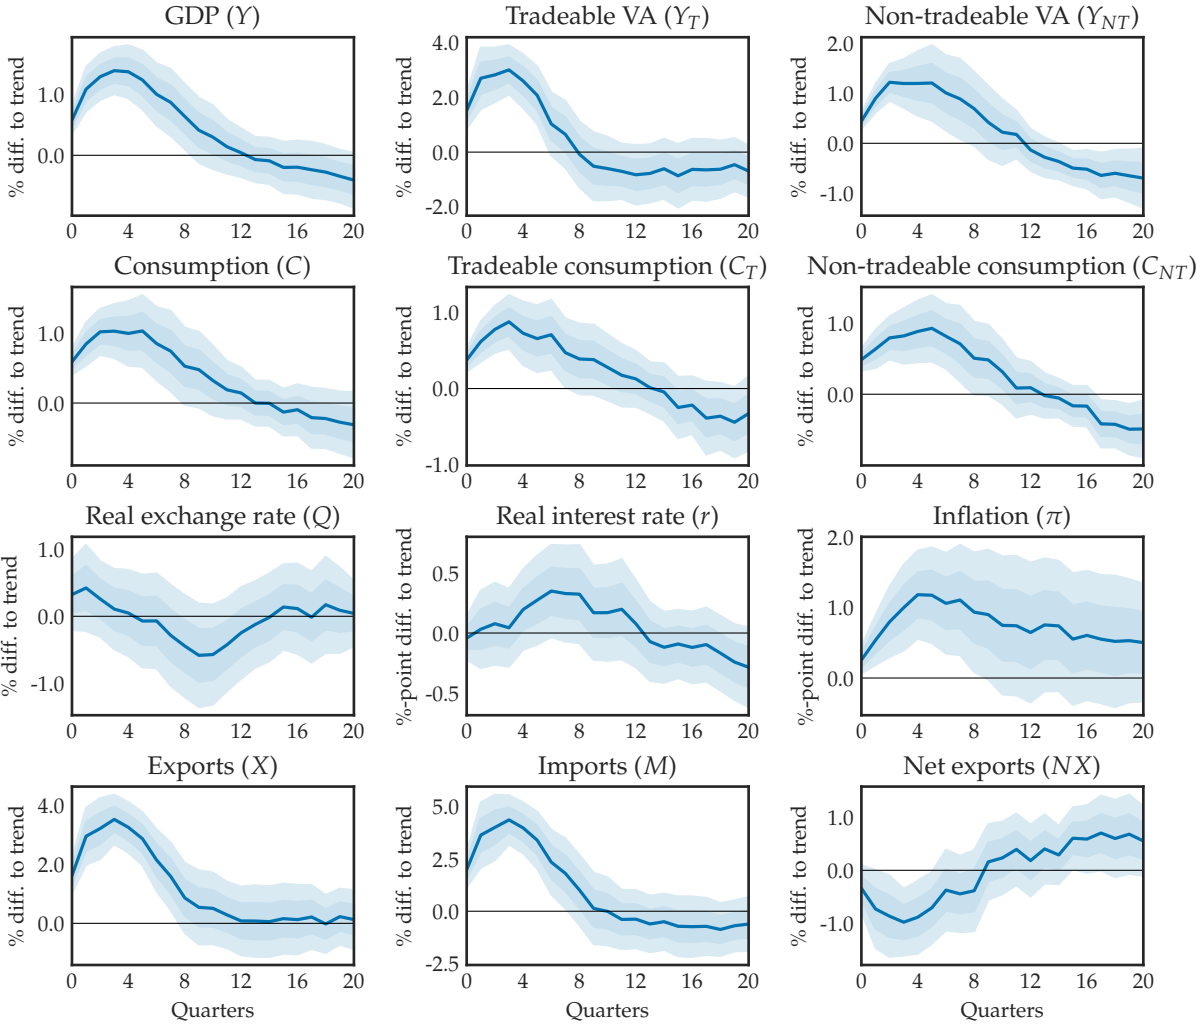 GDP (Y) Tradeable VA (Y_T) Non-tradeable VA (Y_NT)
% diff. to trend
1.0
0.0
0 4 8 12 16 20
% diff. to trend
4.0
2.0
0.0
-2.0
0 4 8 12 16 20
% diff. to trend
2.0
1.0
0.0
-1.0
0 4 8 12 16 20
Consumption (C) Tradeable consumption (C_T) Non-tradeable consumption (C_NT)
% diff. to trend
1.0
0.0
0 4 8 12 16 20
% diff. to trend
1.0
0.0
-1.0
0 4 8 12 16 20
% diff. to trend
1.0
0.0
0 4 8 12 16 20
Real exchange rate (Q) Real interest rate (r) Inflation (π)
% diff. to trend
1.0
0.0
-1.0
0 4 8 12 16 20
%-point diff. to trend
0.5
0.0
-0.5
0 4 8 12 16 20
%-point diff. to trend
2.0
1.0
0.0
0 4 8 12 16 20
Exports (X) Imports (M) Net exports (NX)
% diff. to trend
4.0
2.0
0.0
0 4 8 12 16 20
Quarters
% diff. to trend
5.0
2.5
0.0
-2.5
0 4 8 12 16 20
Quarters
% diff. to trend
1.0
0.0
-1.0
0 4 8 12 16 20
Quarters